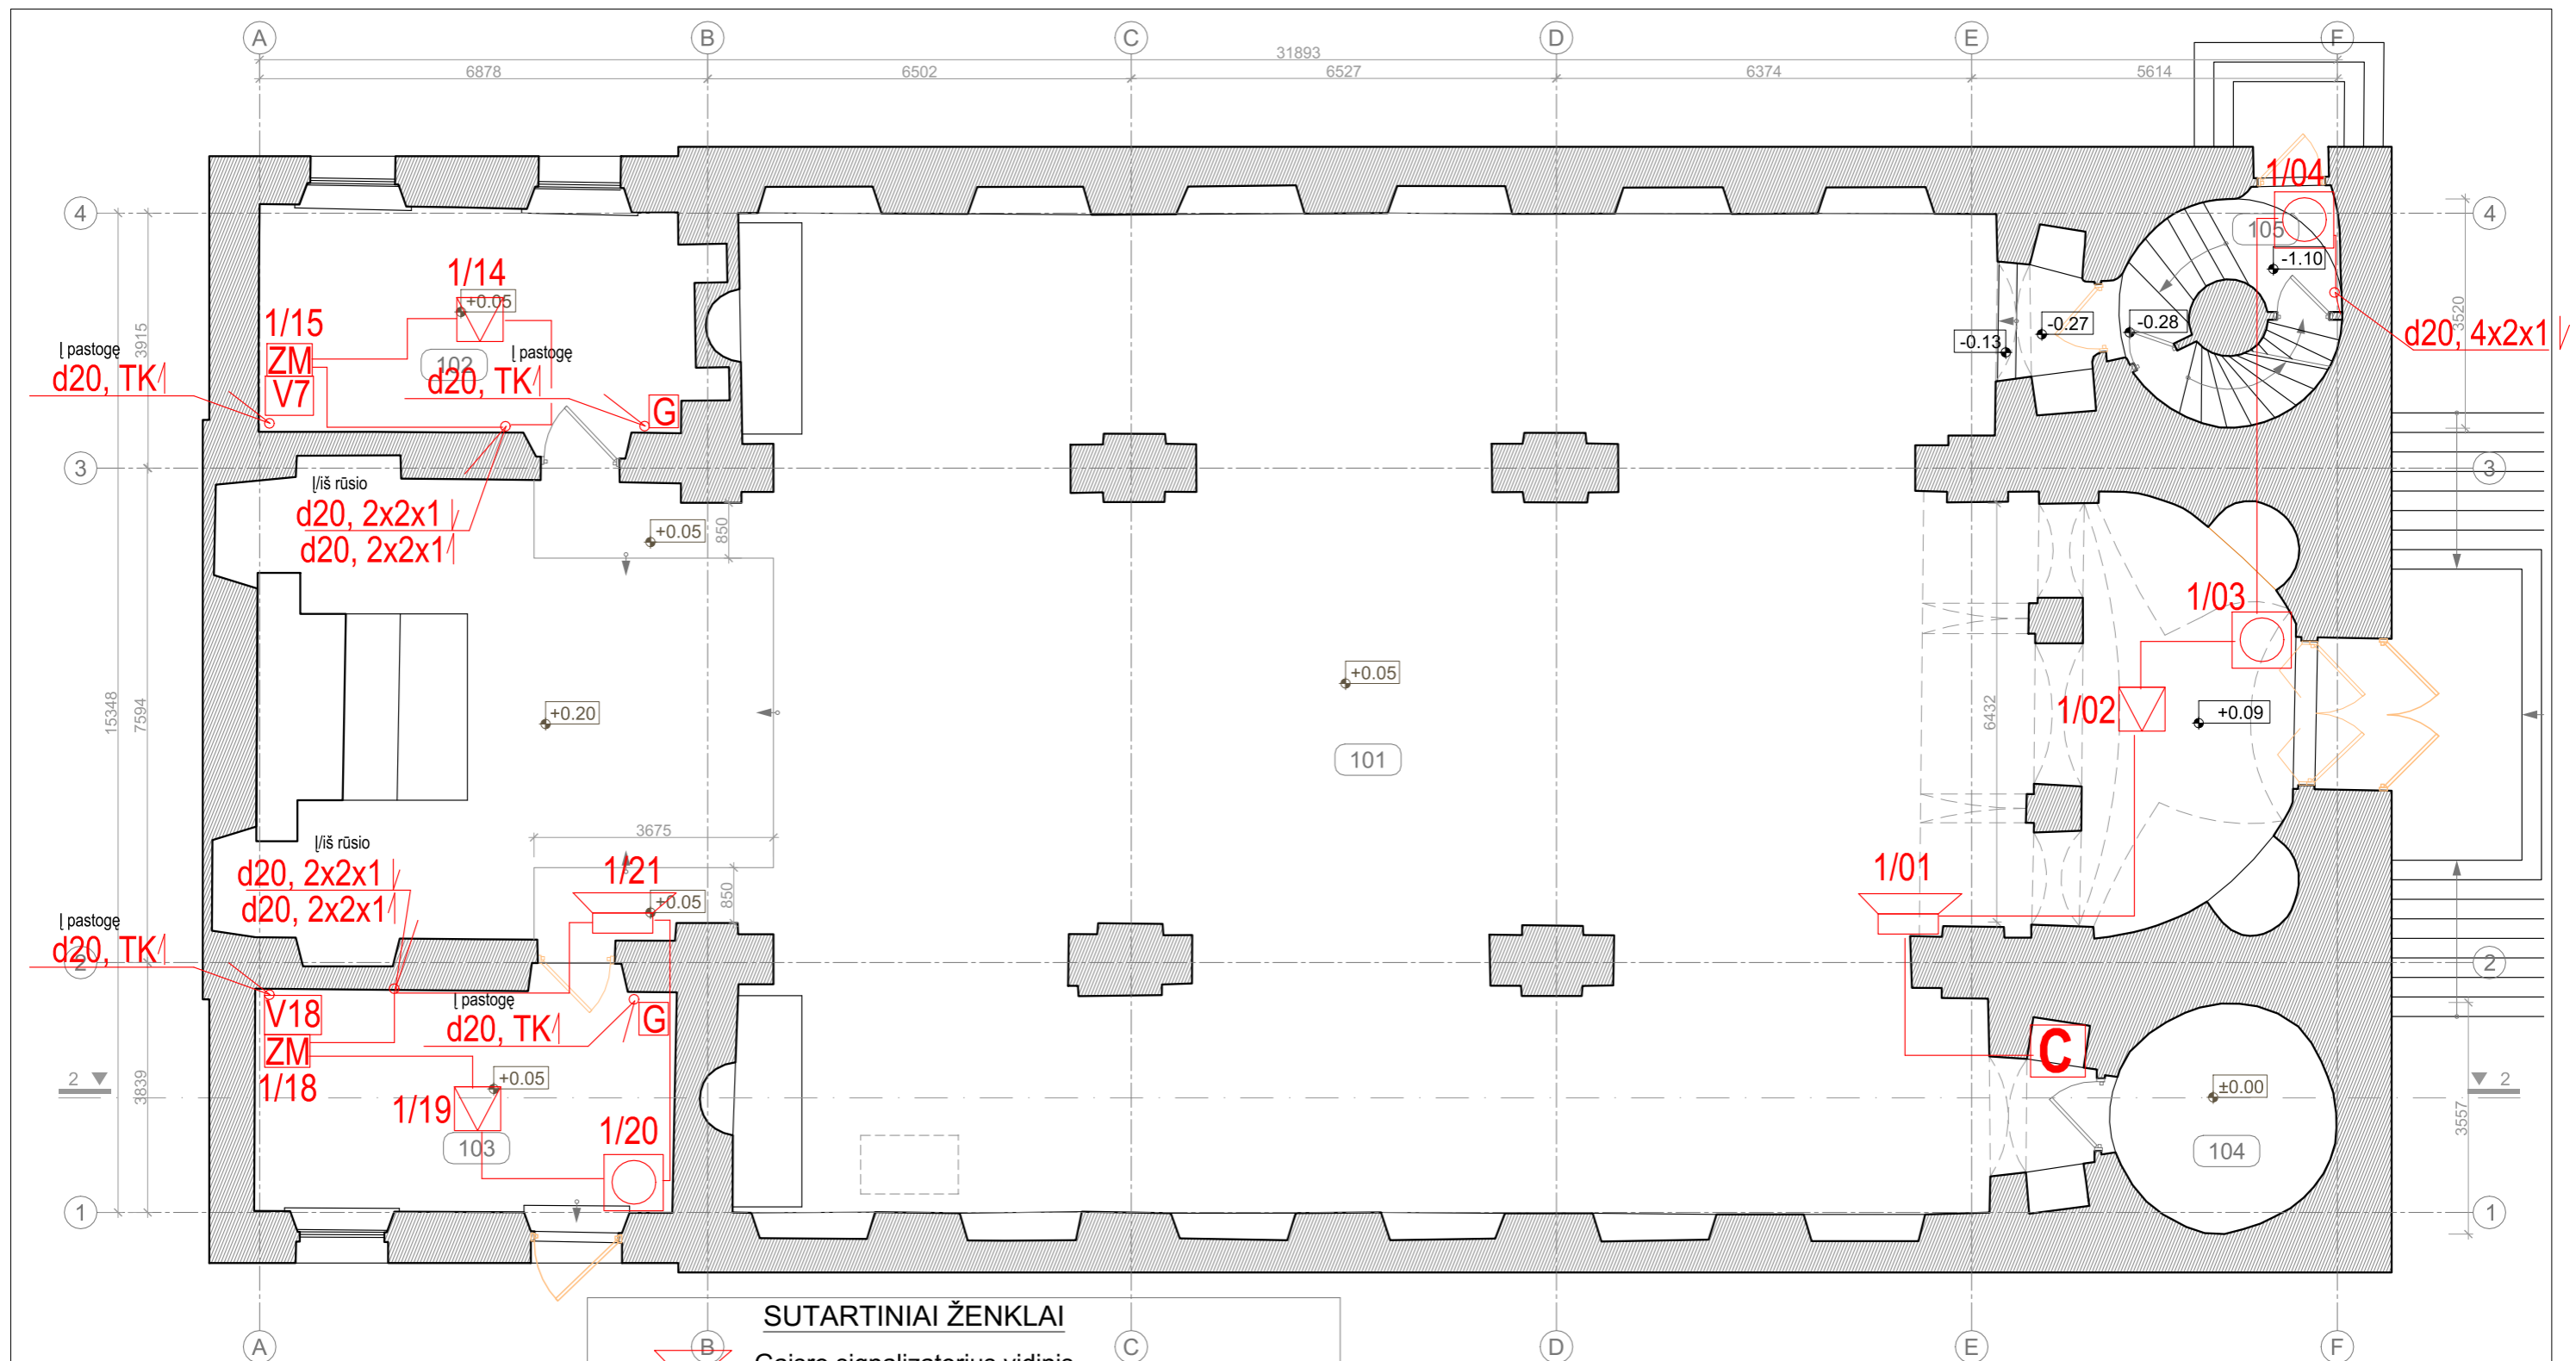 A B C D E F
31893
6878 6502 6527 6374 5614
1/04
4 4
105
-1.10
1/14
+0.05
1/15
ZM
V7
102
Į pastogę
d20, TK
Į pastogę
d20, TK
G
3915
3520
-0.13
-0.27
-0.28
d20, 4x2x1
3 3
Į/iš rūsio
d20, 2x2x1
d20, 2x2x1
+0.05
850
1/03
15348
7594
+0.20
+0.05
101
6432
1/02
+0.09
3675
Į/iš rūsio
d20, 2x2x1
d20, 2x2x1
1/21
+0.05
850
1/01
Į pastogę
d20, TK
2 2
V18
ZM
1/18
Į pastogę
d20, TK
G
C
2 2
3839
+0.05
1/19
103
1/20
±0.00
104
3557
1 1
SUTARTINIAI ŽENKLAI
A B C D E F
Gaisro signalizatorius vidinis